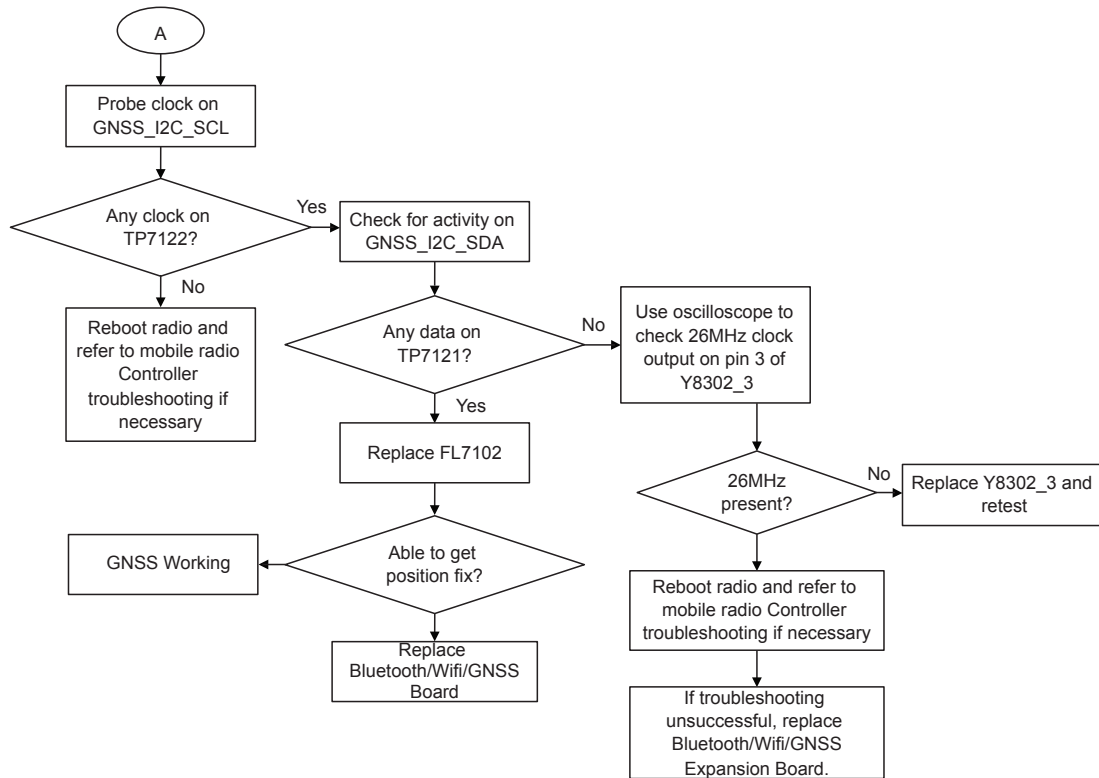 A
Probe clock on
GNSS_I2C_SCL
Any clock on
TP7122?
Yes
No
Reboot radio and
refer to mobile radio
Controller
troubleshooting if
necessary
Check for activity on
GNSS_I2C_SDA
Any data on
TP7121?
No
Yes
Use oscilloscope to
check 26MHz clock
output on pin 3 of
Y8302_3
Replace FL7102
26MHz
present?
No
Replace Y8302_3 and
retest
Able to get
position fix?
GNSS Working
Replace
Bluetooth/Wifi/GNSS
Board
Reboot radio and refer to
mobile radio Controller
troubleshooting if necessary
If troubleshooting
unsuccessful, replace
Bluetooth/Wifi/GNSS
Expansion Board.